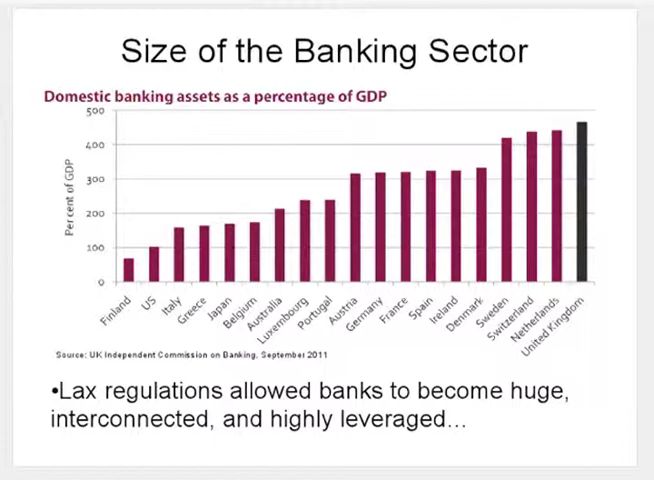 Size of the Banking Sector
Domestic banking assets as a percentage of GDP
Per cent of GDP
500
400
300
200
100
0
Finland
US
Italy
Greece
Japan
Belgium
Australia
Luxembourg
Portugal
Austria
Germany
France
Spain
Ireland
Denmark
Sweden
Switzerland
Netherlands
United Kingdom
Source: UK Independent Commission on Banking, September 2011
•Lax regulations allowed banks to become huge,
interconnected, and highly leveraged...